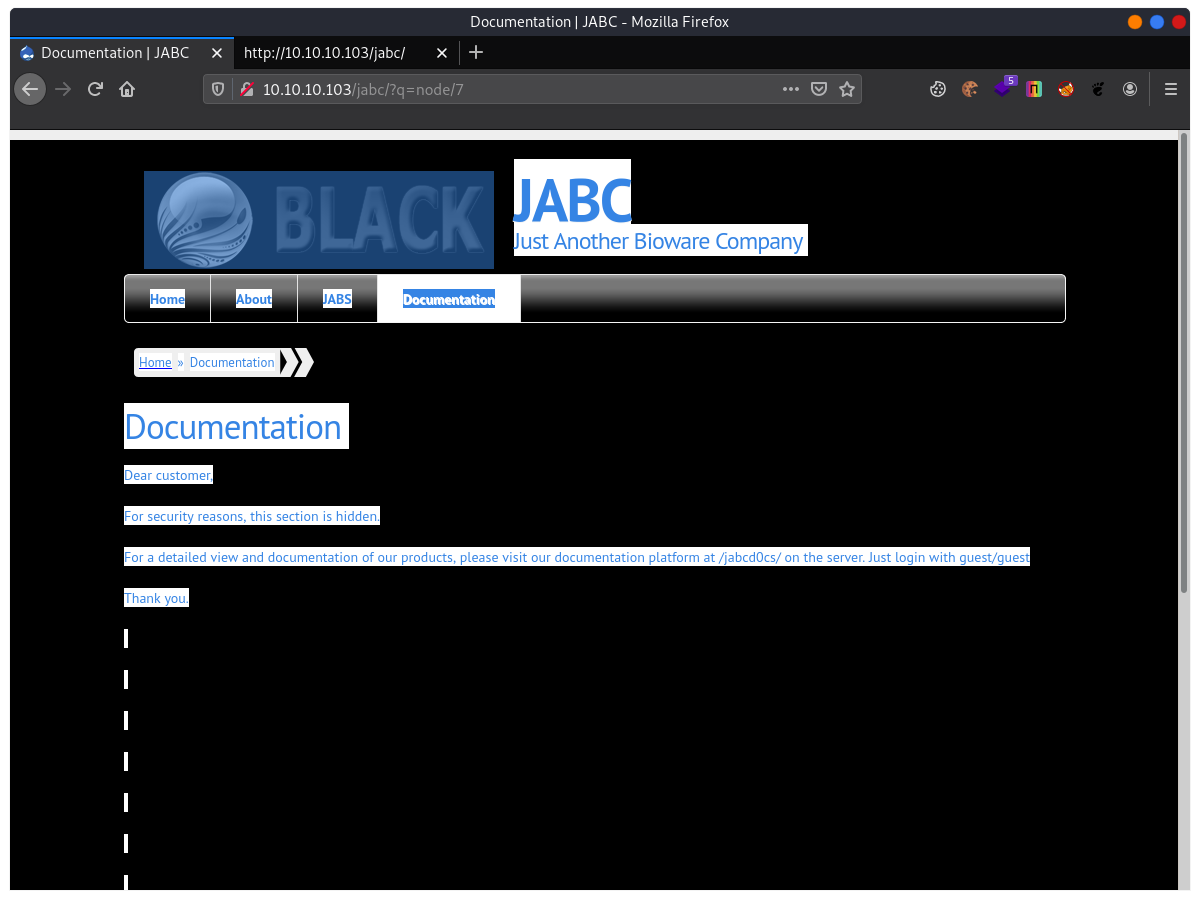 Documentation | JABC - Mozilla Firefox
Documentation | JABC
http://10.10.10.103/jabc/
10.10.10.103/jabc/?q=node/7
5
BLACK
JABC
Just Another Bioware Company
Home
About
JABS
Documentation
Home » Documentation
Documentation
Dear customer,
For security reasons, this section is hidden.
For a detailed view and documentation of our products, please visit our documentation platform at /jabcd0cs/ on the server. Just login with guest/guest
Thank you.